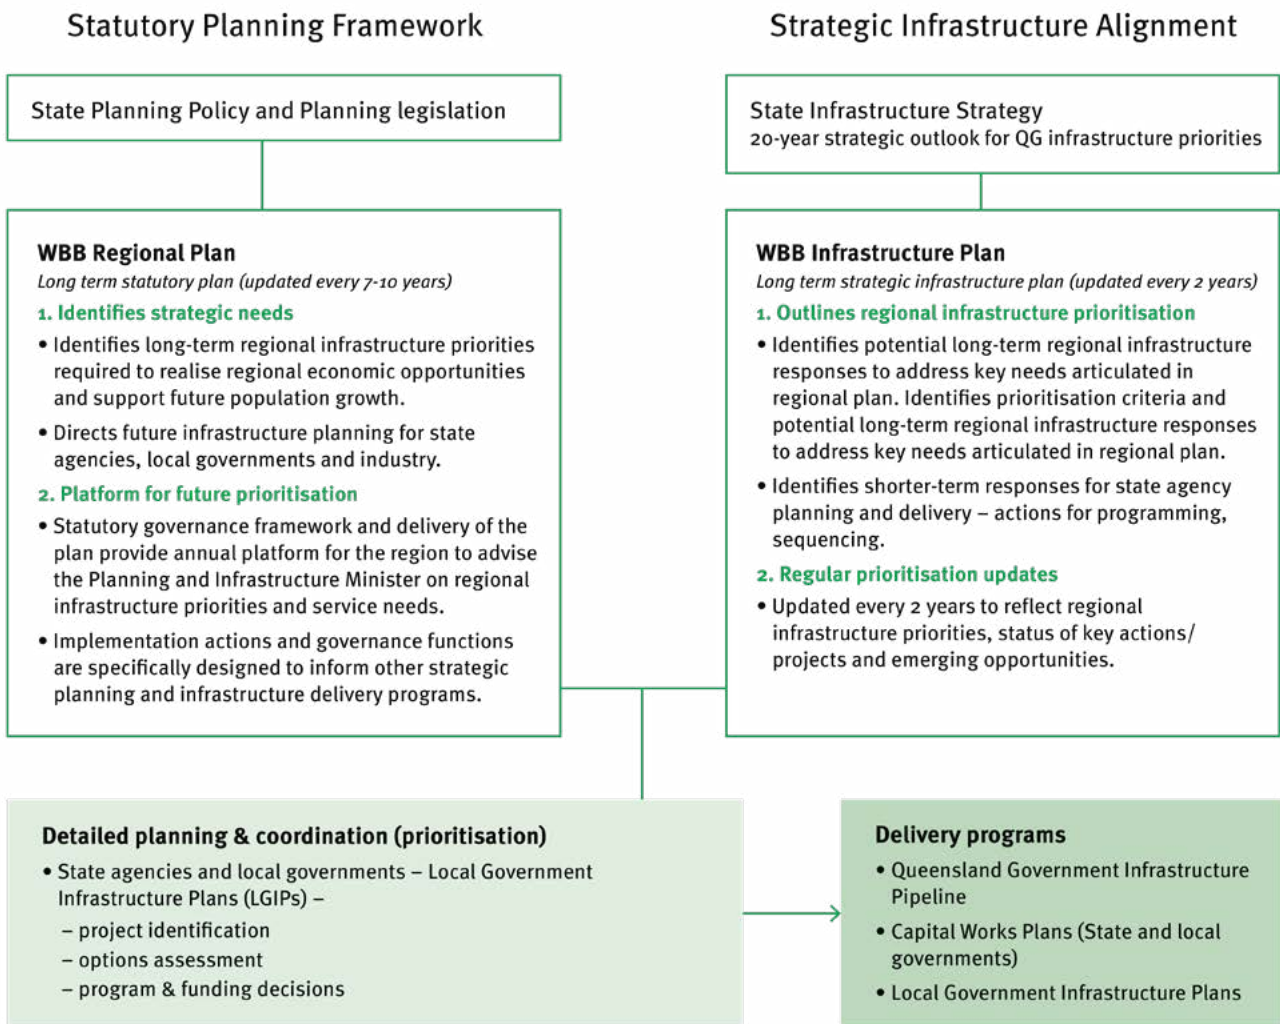 Statutory Planning Framework
State Planning Policy and Planning legislation
WBB Regional Plan
Long term statutory plan (updated every 7-10 years)
1. Identifies strategic needs
• Identifies long-term regional infrastructure priorities
required to realise regional economic opportunities
and support future population growth.
• Directs future infrastructure planning for state
agencies, local governments and industry.
2. Platform for future prioritisation
• Statutory governance framework and delivery of the
plan provide annual platform for the region to advise
the Planning and Infrastructure Minister on regional
infrastructure priorities and service needs.
• Implementation actions and governance functions
are specifically designed to inform other strategic
planning and infrastructure delivery programs.
Strategic Infrastructure Alignment
State Infrastructure Strategy
20-year strategic outlook for QG infrastructure priorities
WBB Infrastructure Plan
Long term strategic infrastructure plan (updated every 2 years)
1. Outlines regional infrastructure prioritisation
• Identifies potential long-term regional infrastructure
responses to address key needs articulated in
regional plan. Identifies prioritisation criteria and
potential long-term regional infrastructure responses
to address key needs articulated in regional plan.
• Identifies shorter-term responses for state agency
planning and delivery – actions for programming,
sequencing.
2. Regular prioritisation updates
• Updated every 2 years to reflect regional
infrastructure priorities, status of key actions/
projects and emerging opportunities.
Detailed planning & coordination (prioritisation)
• State agencies and local governments – Local Government
Infrastructure Plans (LGIPs) –
– project identification
– options assessment
– program & funding decisions
Delivery programs
• Queensland Government Infrastructure
Pipeline
• Capital Works Plans (State and local
governments)
• Local Government Infrastructure Plans